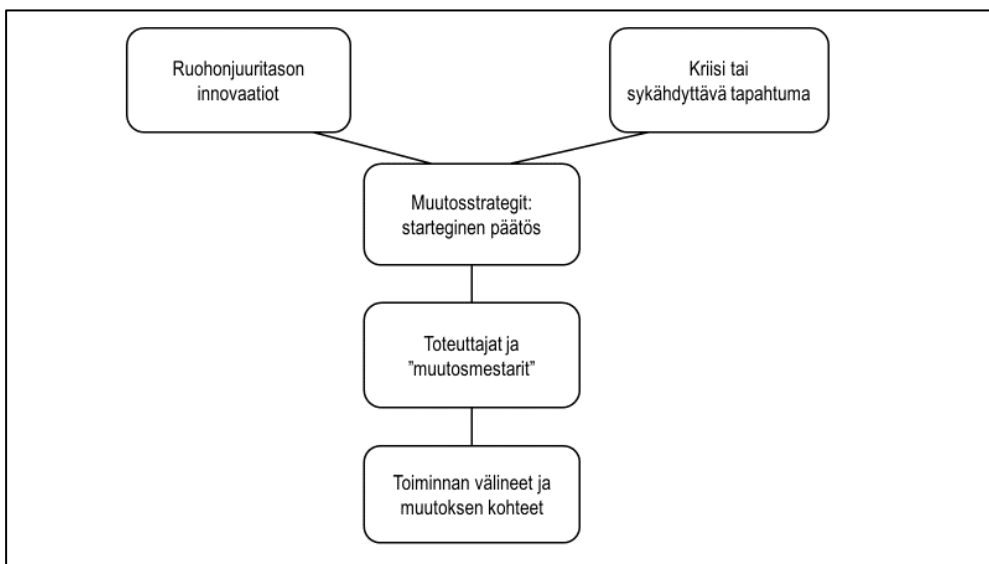 Ruohonjuuritason
innovaatiot
Kriisi tai
sykähdyttävä tapahtuma
Muutosstrategit:
starteginen päätös
Toteuttajat ja
”muutosmestarit”
Toiminnan välineet ja
muutoksen kohteet